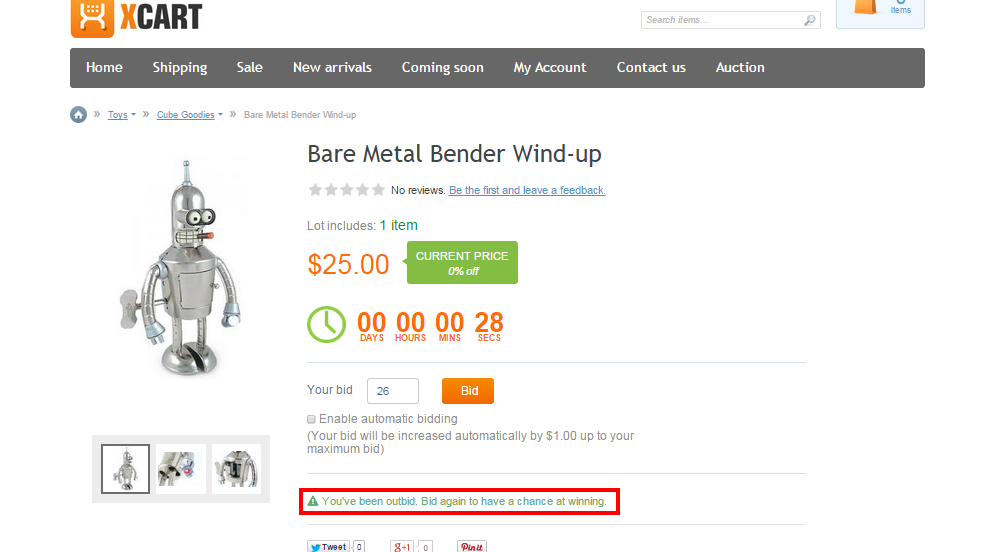 XCART
Search items...
Items
Home Shipping Sale New arrivals Coming soon My Account Contact us Auction
» Toys » Cube Goodies » Bare Metal Bender Wind-up
Bare Metal Bender Wind-up
No reviews. Be the first and leave a feedback.
Lot includes: 1 item
$25.00
CURRENT PRICE
0% off
00 00 00 28
DAYS HOURS MINS SECS
Your bid 26 Bid
Enable automatic bidding
(Your bid will be increased automatically by $1.00 up to your
maximum bid)
You've been outbid. Bid again to have a chance at winning.
Tweet 0 g+1 0 Pinit